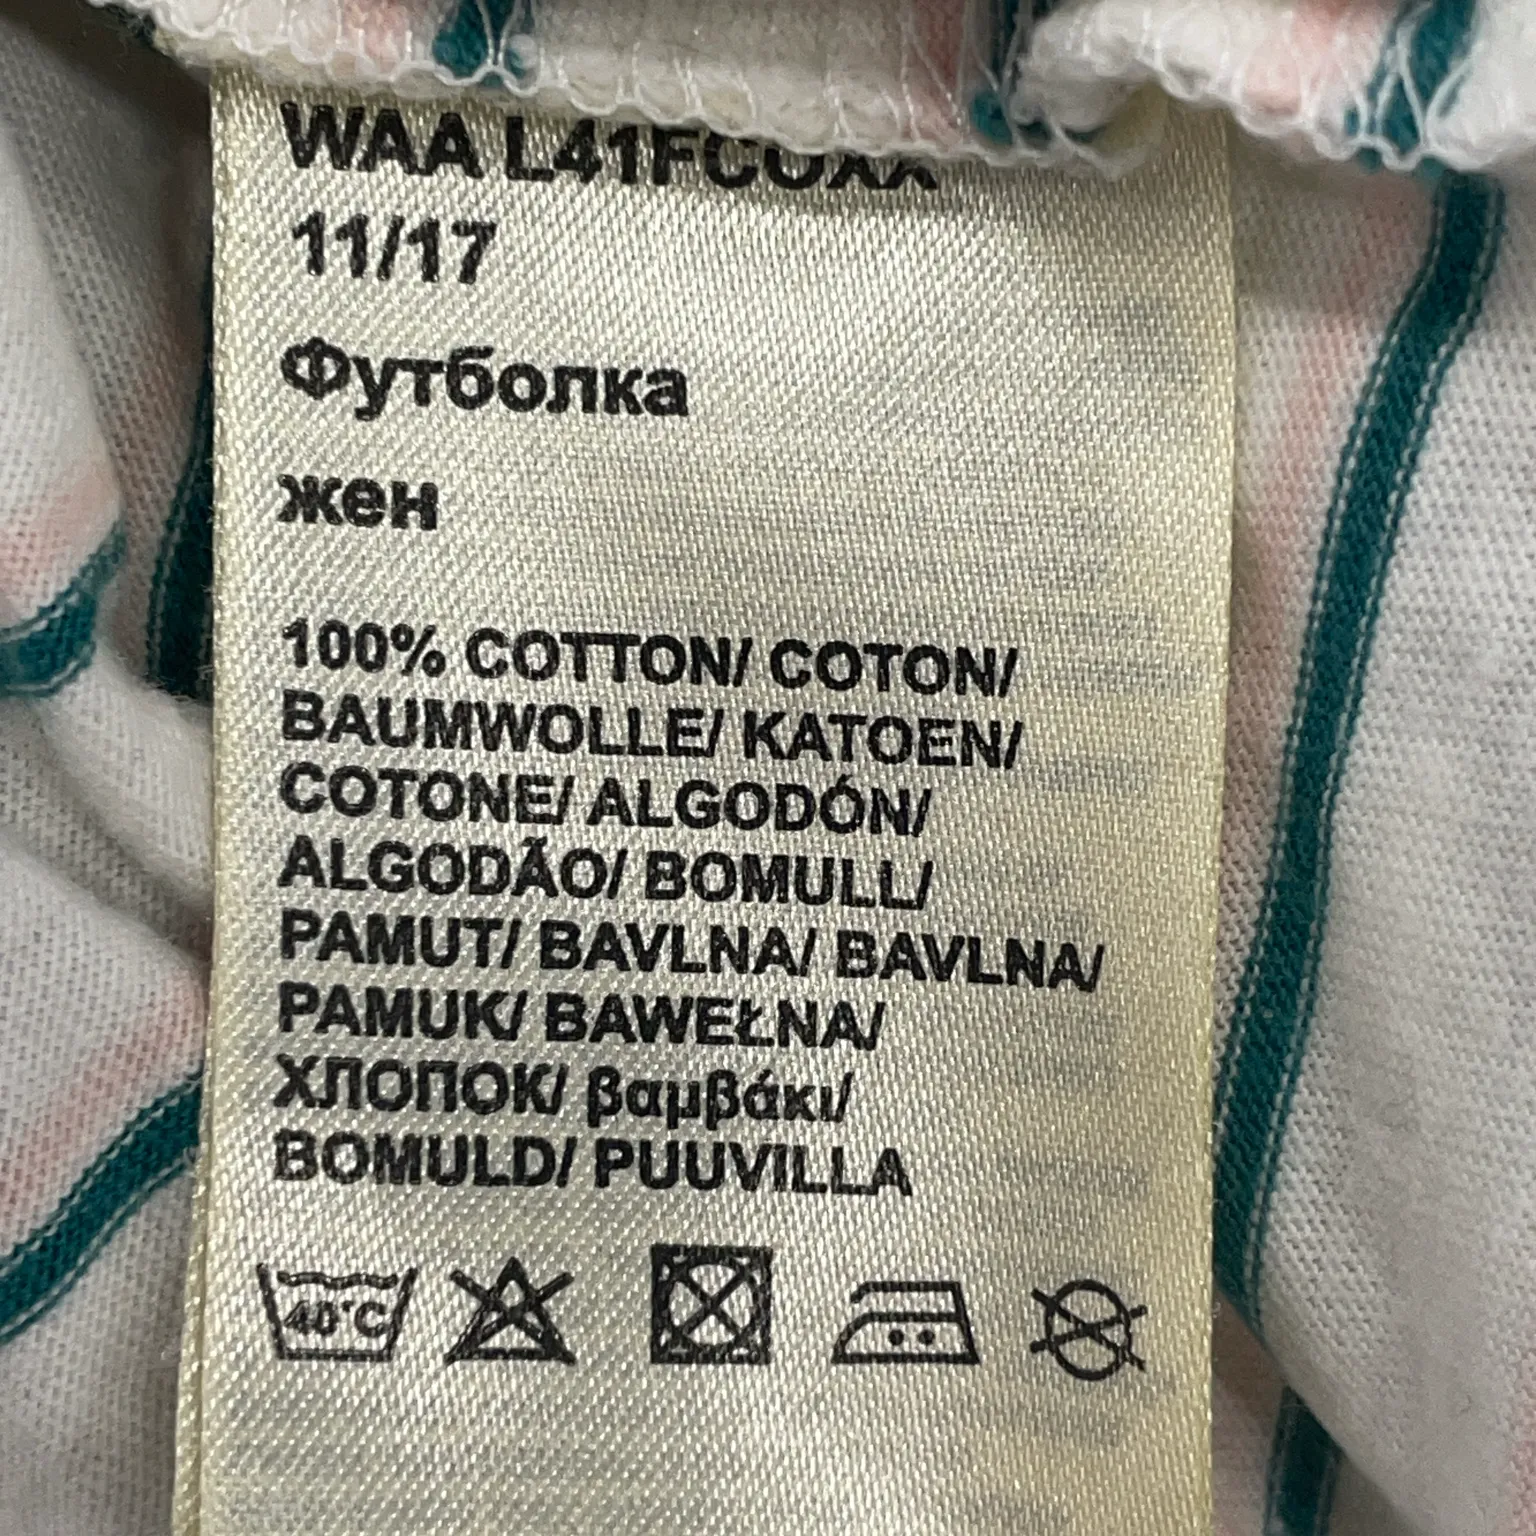 WAA L41FCOXX
11/17
Футболка
жен
100% COTTON/ COTON/
BAUMWOLLE/ KATOEN/
COTONE/ ALGODÓN/
ALGODÃO/ BOMULL/
PAMUT/ BAVLNA/ BAVLNA/
PAMUK/ BAWEŁNA/
ХЛОПОК/ βαμβάκι/
BOMULD/ PUUVILLA
40°C